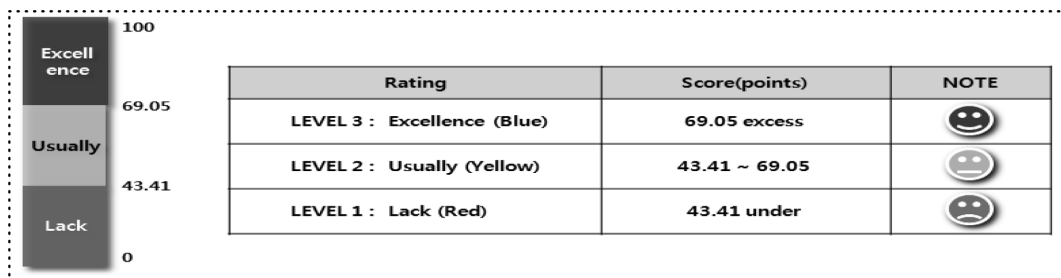 100
Excell
ence
69.05
Usually
43.41
Lack
0
Rating Score(points) NOTE
LEVEL 3 : Excellence (Blue) 69.05 excess
LEVEL 2 : Usually (Yellow) 43.41 ~ 69.05
LEVEL 1 : Lack (Red) 43.41 under